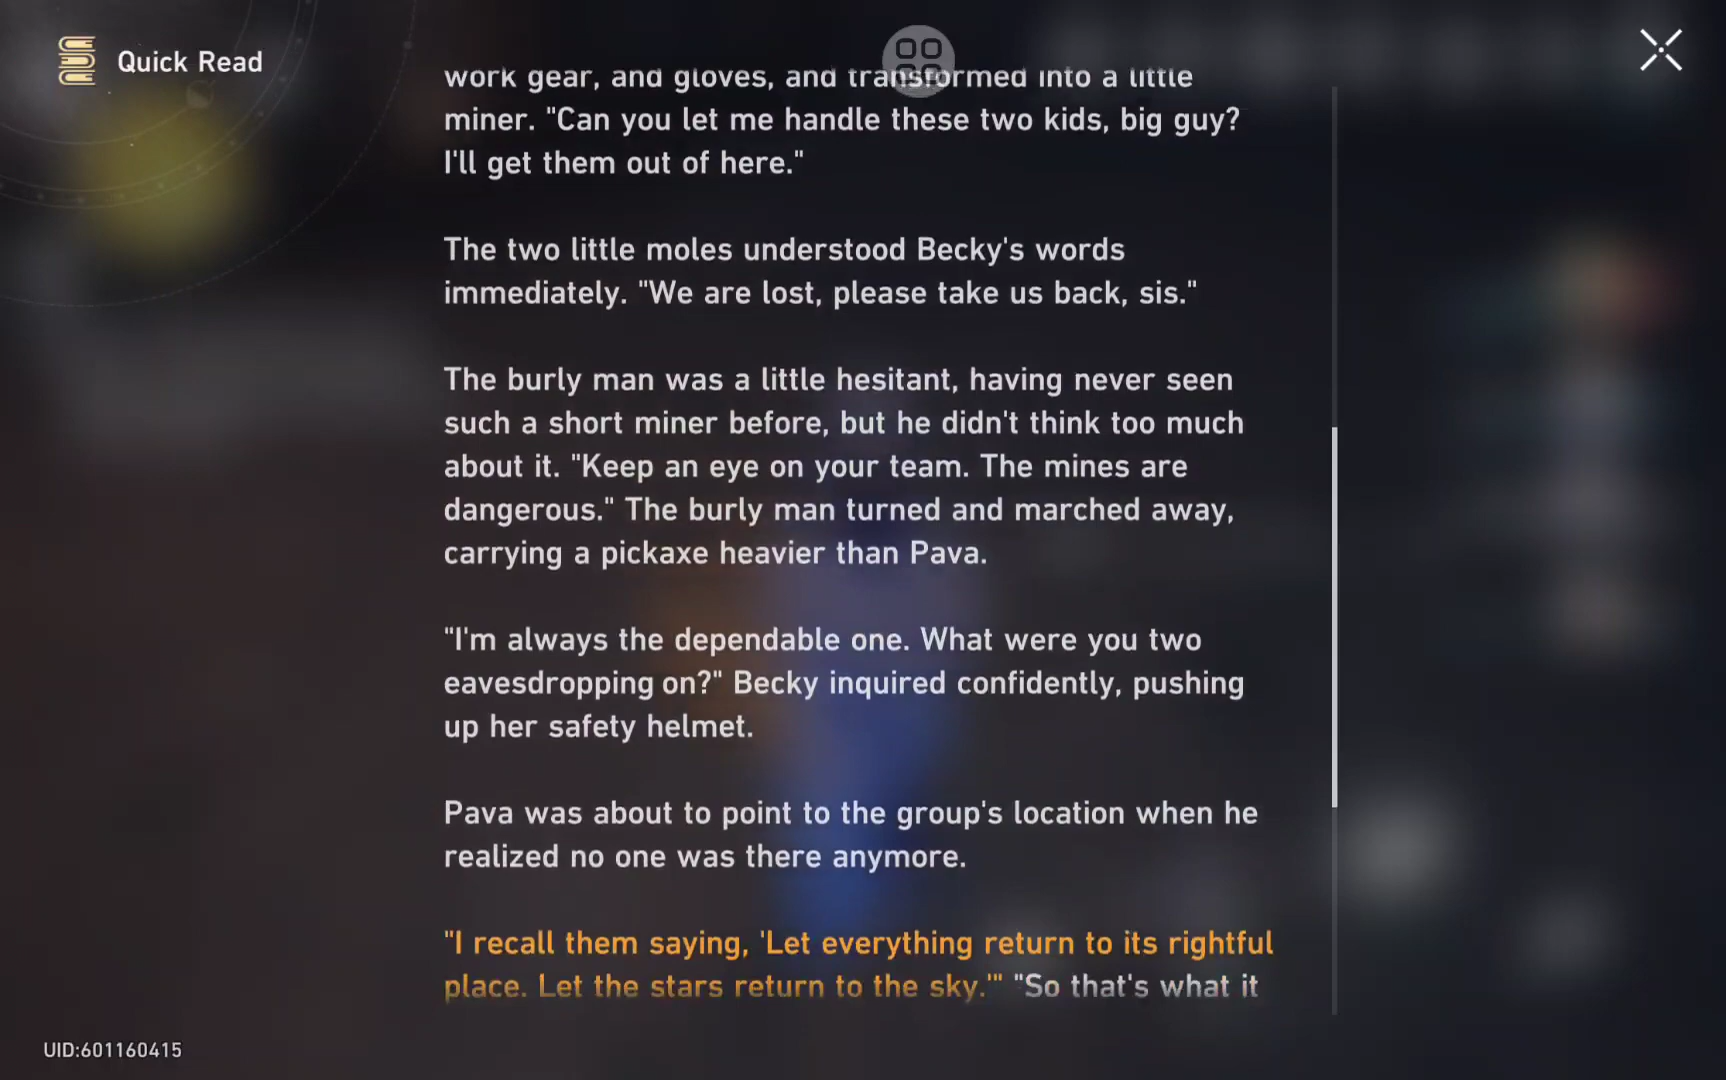 Quick Read
work gear, and gloves, and transformed into a little
miner. "Can you let me handle these two kids, big guy?
I'll get them out of here."
The two little moles understood Becky's words
immediately. "We are lost, please take us back, sis."
The burly man was a little hesitant, having never seen
such a short miner before, but he didn't think too much
about it. "Keep an eye on your team. The mines are
dangerous." The burly man turned and marched away,
carrying a pickaxe heavier than Pava.
"I'm always the dependable one. What were you two
eavesdropping on?" Becky inquired confidently, pushing
up her safety helmet.
Pava was about to point to the group's location when he
realized no one was there anymore.
"I recall them saying, 'Let everything return to its rightful
place. Let the stars return to the sky.'" "So that's what it
UID:601160415